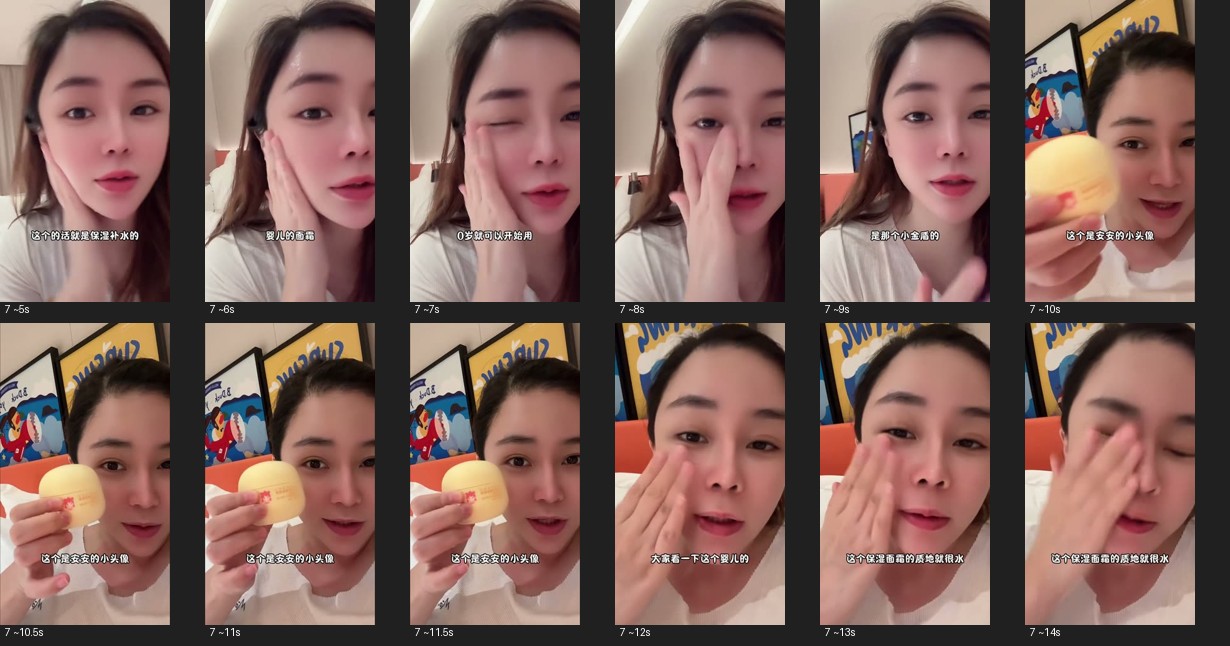 这个的话就是保湿补水的
7 ~5s
婴儿的面霜
7 ~6s
0岁就可以开始用
7 ~7s
7 ~8s
是那个小金盾的
7 ~9s
这个是安安的小头像
7 ~10s
这个是安安的小头像
7 ~10.5s
这个是安安的小头像
7 ~11s
这个是安安的小头像
7 ~11.5s
大家看一下这个婴儿的
7 ~12s
这个保湿面霜的质地就很水
7 ~13s
这个保湿面霜的质地就很水
7 ~14s